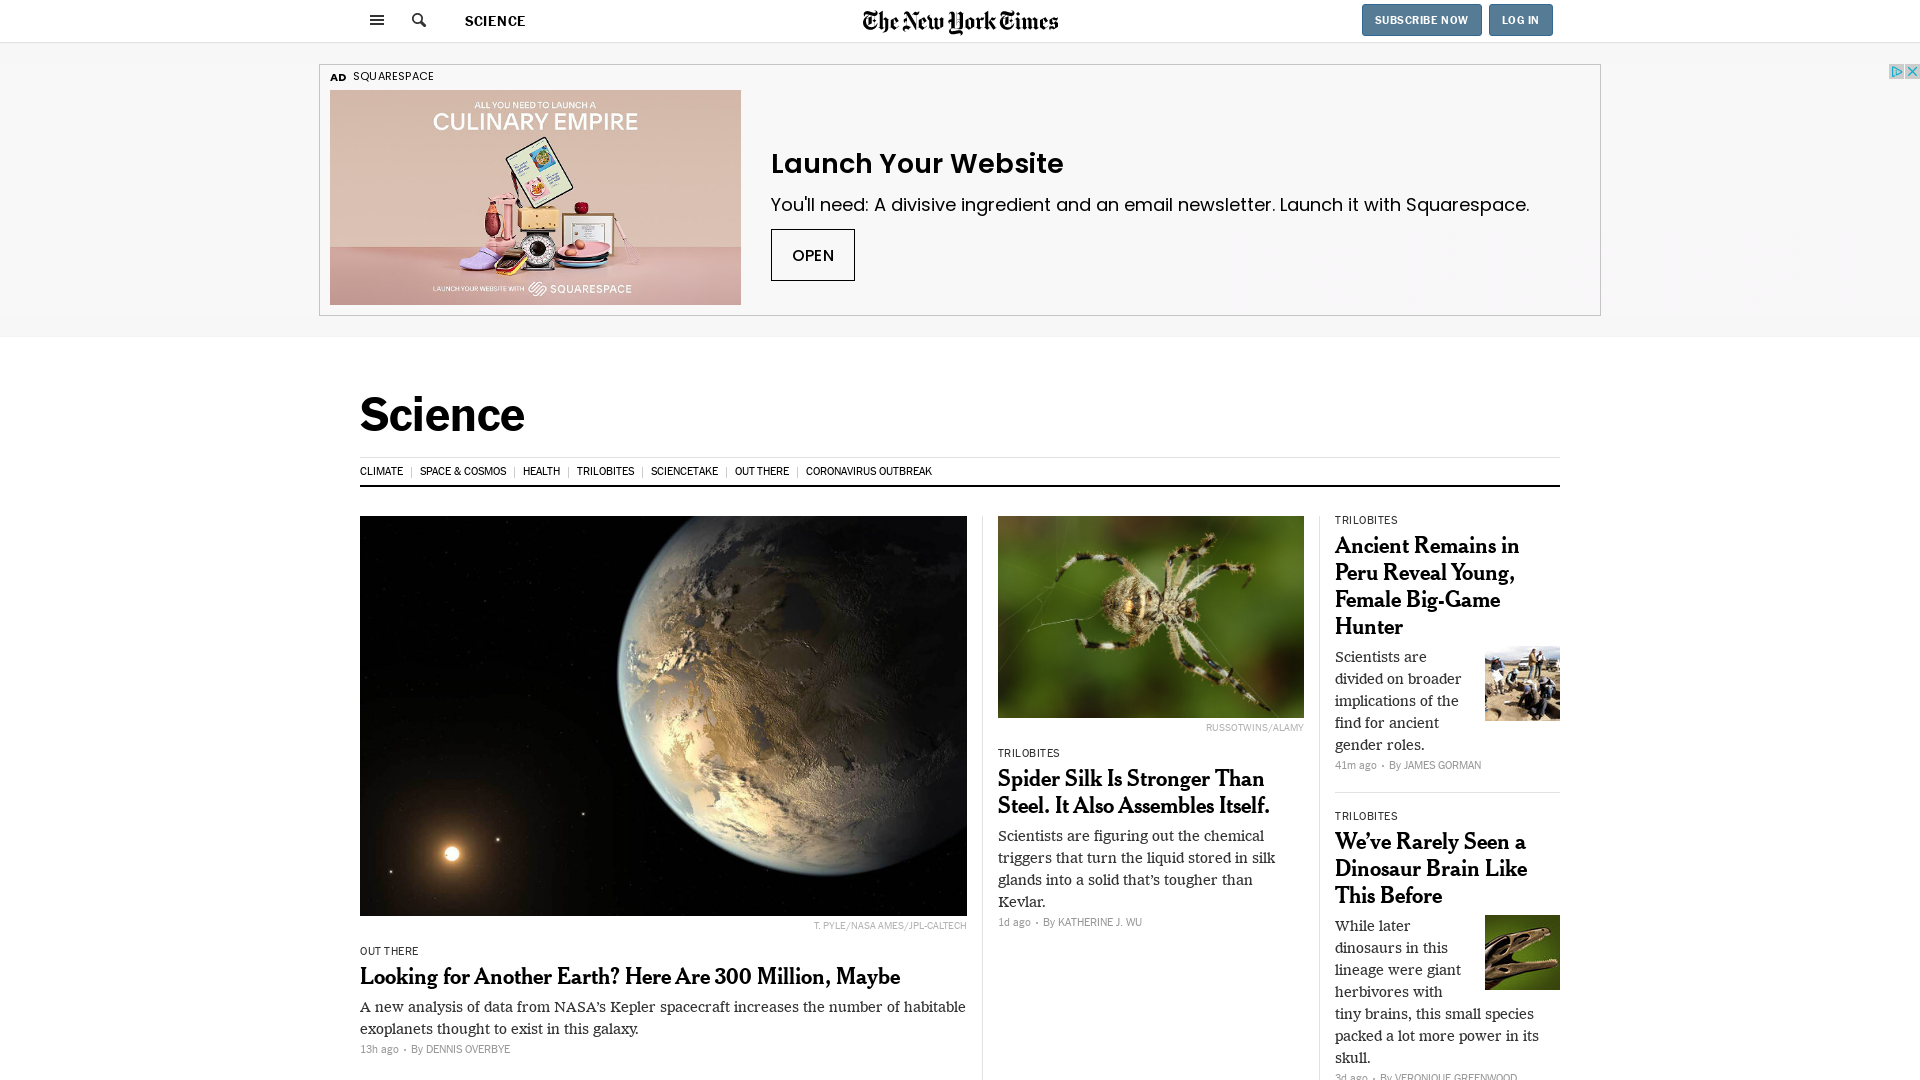 SCIENCE
The New York Times
SUBSCRIBE NOW
LOG IN
AD SQUARESPACE
ALL YOU NEED TO LAUNCH A
CULINARY EMPIRE
LAUNCH YOUR WEBSITE WITH SQUARESPACE
Launch Your Website
You'll need: A divisive ingredient and an email newsletter. Launch it with Squarespace.
OPEN
Science
CLIMATE
SPACE & COSMOS
HEALTH
TRILOBITES
SCIENCETAKE
OUT THERE
CORONAVIRUS OUTBREAK
T. PYLE/NASA AMES/JPL-CALTECH
OUT THERE
Looking for Another Earth? Here Are 300 Million, Maybe
A new analysis of data from NASA’s Kepler spacecraft increases the number of habitable
exoplanets thought to exist in this galaxy.
13h ago • By DENNIS OVERBYE
RUSSOTWINS/ALAMY
TRILOBITES
Spider Silk Is Stronger Than
Steel. It Also Assembles Itself.
Scientists are figuring out the chemical
triggers that turn the liquid stored in silk
glands into a solid that’s tougher than
Kevlar.
1d ago • By KATHERINE J. WU
TRILOBITES
Ancient Remains in
Peru Reveal Young,
Female Big-Game
Hunter
Scientists are
divided on broader
implications of the
find for ancient
gender roles.
41m ago • By JAMES GORMAN
TRILOBITES
We’ve Rarely Seen a
Dinosaur Brain Like
This Before
While later
dinosaurs in this
lineage were giant
herbivores with
tiny brains, this small species
packed a lot more power in its
skull.
3d ago • By VERONIQUE GREENWOOD